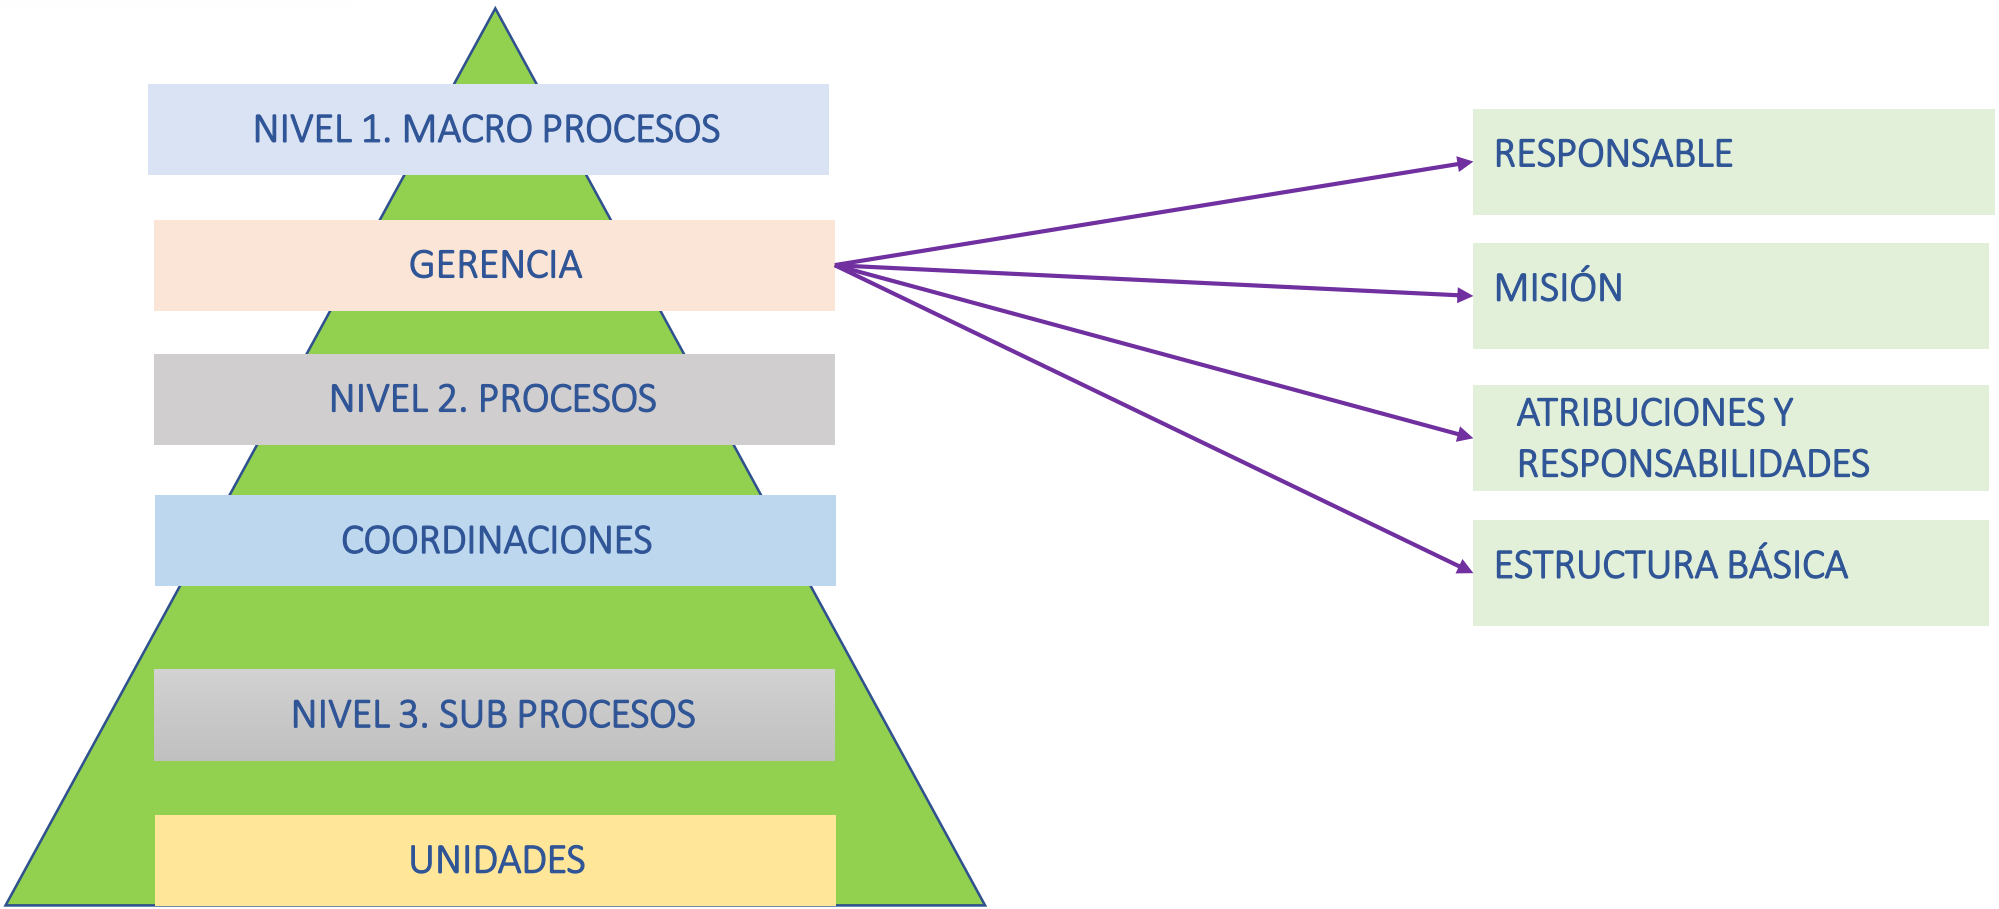 NIVEL 1. MACRO PROCESOS
GERENCIA
NIVEL 2. PROCESOS
COORDINACIONES
NIVEL 3. SUB PROCESOS
UNIDADES
RESPONSABLE
MISIÓN
ATRIBUCIONES Y
RESPONSABILIDADES
ESTRUCTURA BÁSICA